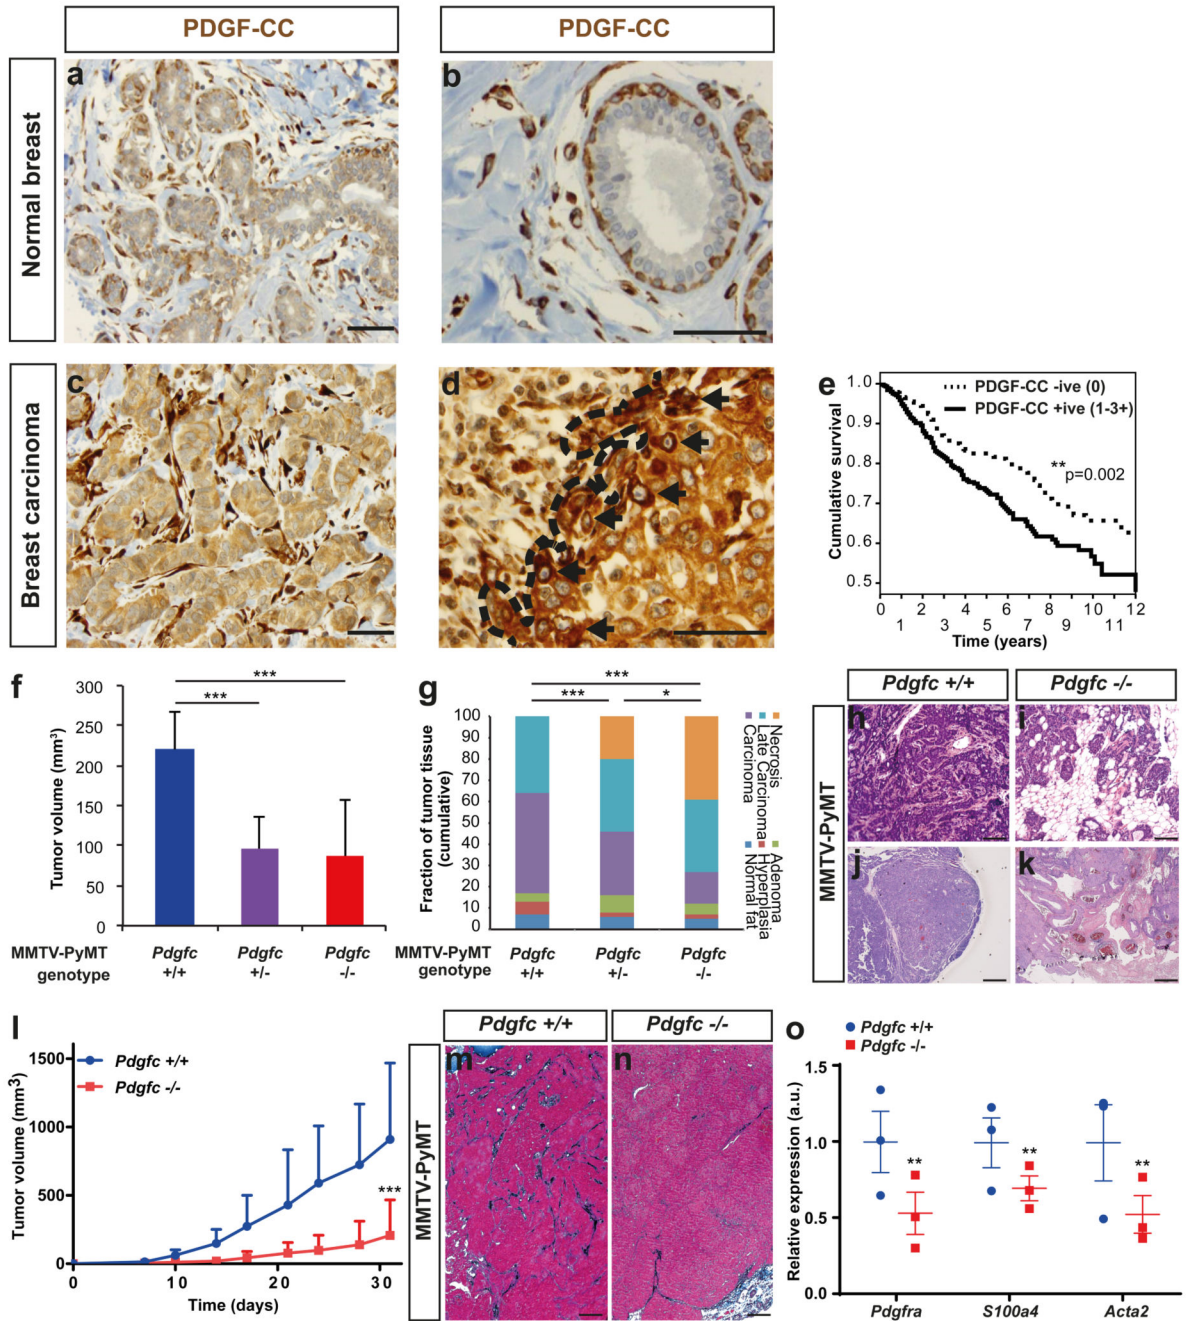 PDGF-CC
PDGF-CC
Normal breast
a
b
Breast carcinoma
c
d
e
PDGF-CC -ive (0)
PDGF-CC +ive (1-3+)
**
p=0.002
Cumulative survival
1.0
0.9
0.8
0.7
0.6
0.5
0 2 4 6 8 10 12
1 3 5 7 9 11
Time (years)
f
***
***
Tumor volume (mm³)
300
250
200
150
100
50
0
MMTV-PyMT
genotype
Pdgfc
+/+
Pdgfc
+/-
Pdgfc
-/-
g
***
***
*
Fraction of tumor tissue
(cumulative)
100
90
80
70
60
50
40
30
20
10
0
Necrosis
Late Carcinoma
Carcinoma
Adenoma
Hyperplasia
Normal fat
MMTV-PyMT
genotype
Pdgfc
+/+
Pdgfc
+/-
Pdgfc
-/-
Pdgfc +/+
Pdgfc -/-
MMTV-PyMT
h
i
j
k
l
Pdgfc +/+
Pdgfc -/-
Tumor volume (mm³)
1500
1000
500
0
***
0 10 20 30
Time (days)
Pdgfc +/+
Pdgfc -/-
MMTV-PyMT
m
n
o
Pdgfc +/+
Pdgfc -/-
Relative expression (a.u.)
1.5
1.0
0.5
0.0
**
**
**
Pdgfra
S100a4
Acta2